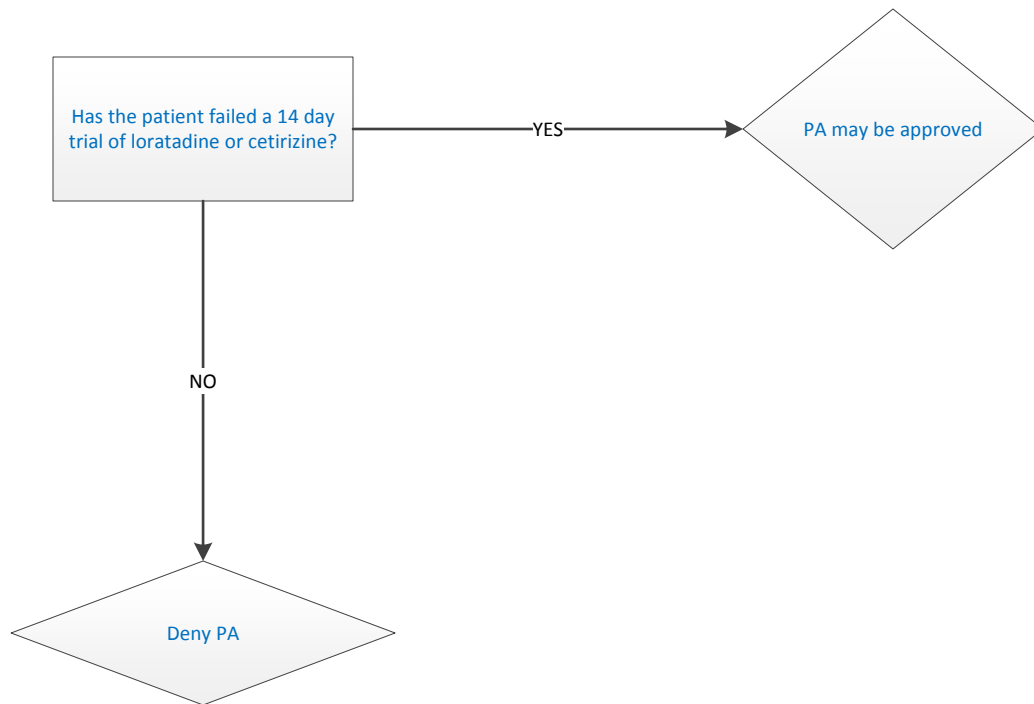 Has the patient failed a 14 day
trial of loratadine or cetirizine?
YES
PA may be approved
NO
Deny PA